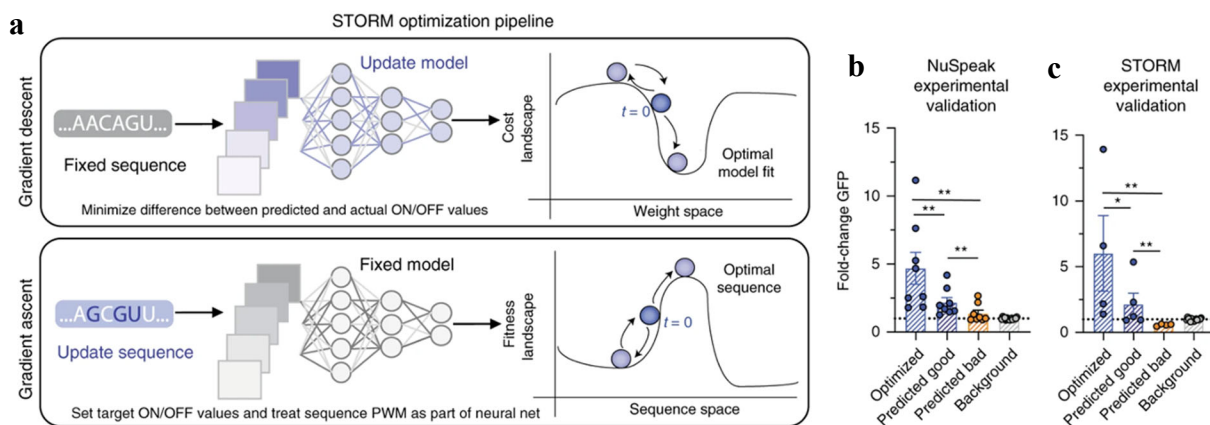 a
STORM optimization pipeline
Gradient descent
...AACAGU...
Fixed sequence
Update model
Cost
landscape
t = 0
Optimal
model fit
Minimize difference between predicted and actual ON/OFF values
Weight space
Gradient ascent
...AGCGUU...
Update sequence
Fixed model
Fitness
landscape
t = 0
Optimal
sequence
Set target ON/OFF values and treat sequence PWM as part of neural net
Sequence space
b
NuSpeak
experimental
validation
Fold-change GFP
15
10
5
0
**
**
**
Optimized
Predicted good
Predicted bad
Background
c
STORM
experimental
validation
15
10
5
0
**
*
**
Optimized
Predicted good
Predicted bad
Background